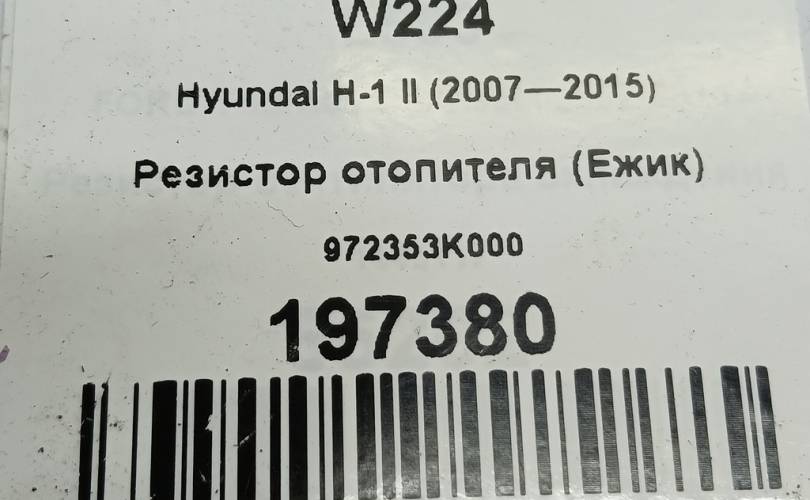 W224
Hyundai H-1 II (2007—2015)
Резистор отопителя (Ежик)
972353K000
197380